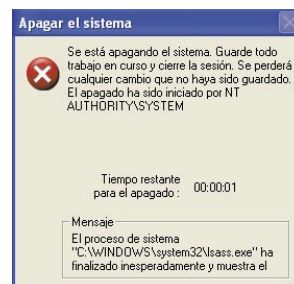 Apagar el sistema
Se está apagando el sistema. Guarde todo
trabajo en curso y cierre la sesión. Se perderá
cualquier cambio que no haya sido guardado.
El apagado ha sido iniciado por NT
AUTHORITY\SYSTEM
Tiempo restante
para el apagado : 00:00:01
Mensaje
El proceso de sistema
"C:\WINDOWS\system32\lsass.exe" ha
finalizado inesperadamente y muestra el